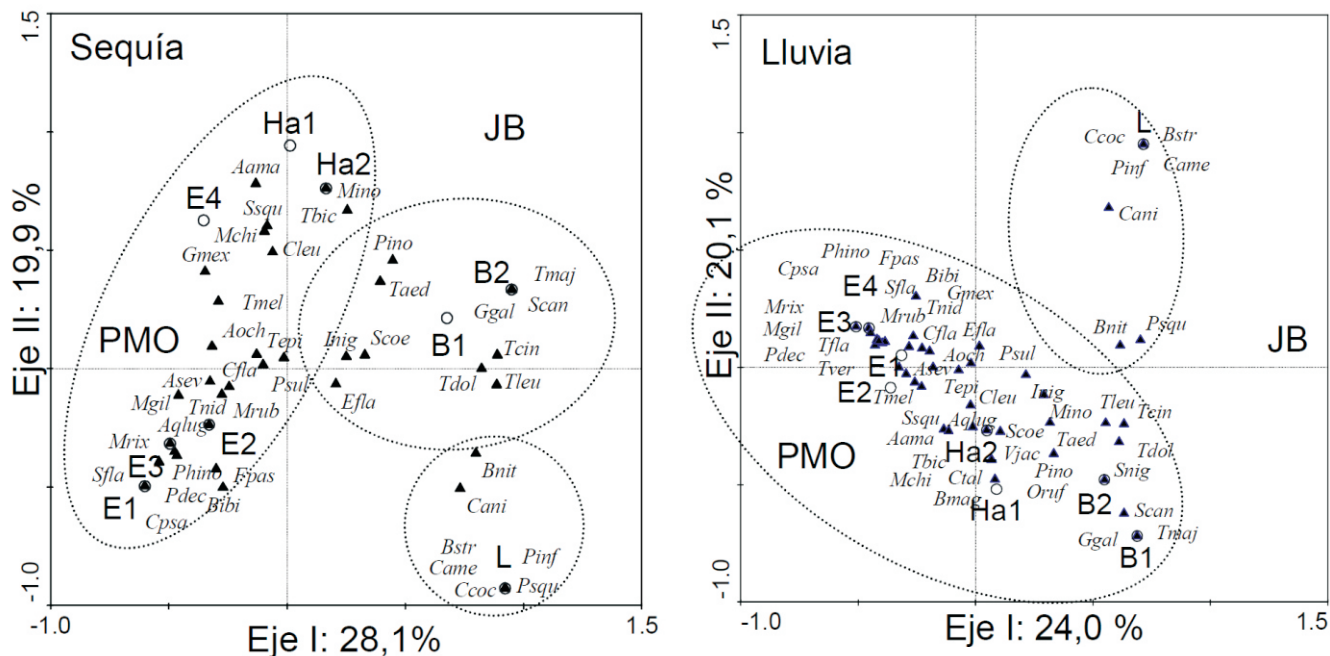 1.5
Sequía
Ha1
JB
Aama
Ha2
Mino
E4
Ssqu
Tbic
Mchi
Cleu
Pino
Gmex
B2
Tmaj
Taed
Ggal
Scan
Tmel
PMO
Aoch
Tepi
Inig
Scoe
B1
Tcin
Cfla
Asev
Psul
Tdol
Tleu
Mgil
Tnid
Mrub
Efla
Mrix
Aqlug
E2
Sfla
E3
Phino
Fpas
Bnit
E1
Pdec
Bibi
Cani
Cpsa
Bstr
L
Pinf
Came
Ccoc
Psqu
Eje II: 19,9 %
-1.0
-1.0
1.5
Eje I: 28,1%
1.5
Lluvia
L
Ccoc
Bstr
Pinf
Came
Cani
Phino
Fpas
Cpsa
Bibi
E4
Sfla
Gmex
Mrix
Tnid
E3
Mrub
Cfla
Efla
Bnit
Psqu
Mgil
JB
Pdec
Tfla
Aoch
Psul
Tver
E1
Asev
E2
Tmel
Tepi
Cleu
Inig
Ssqu
Aqlug
Mino
Tleu
Tcin
PMO
Aama
Ha2
Scoe
Taed
Tdol
Tbic
Vjac
Mchi
Ctal
Pino
Snig
Bmag
Oruf
Ha1
B2
Scan
Ggal
B1
Tmaj
Eje II: 20,1 %
-1.0
-1.0
1.5
Eje I: 24,0 %